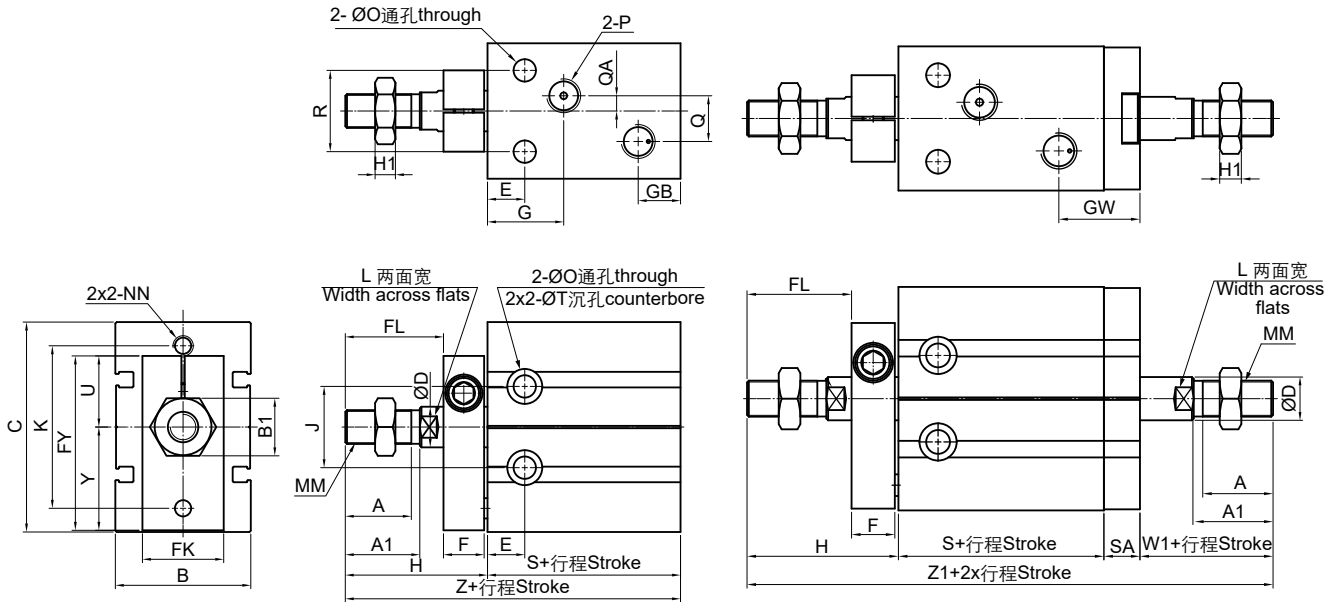 2- ØO通孔through
2-P
QA
R
Q
H1
E
GB
G
H1
GW
L 两面宽
Width across flats
2-ØO通孔through
2x2-ØT沉孔counterbore
L 两面宽
Width across
flats
2x2-NN
FL
FL
MM
ØD
U
C
K
FY
B1
J
ØD
Y
MM
A
A
A1
F
E
F
A1
FK
H
S+行程Stroke
H
S+行程Stroke
SA
W1+行程Stroke
B
Z+行程Stroke
Z1+2x行程Stroke